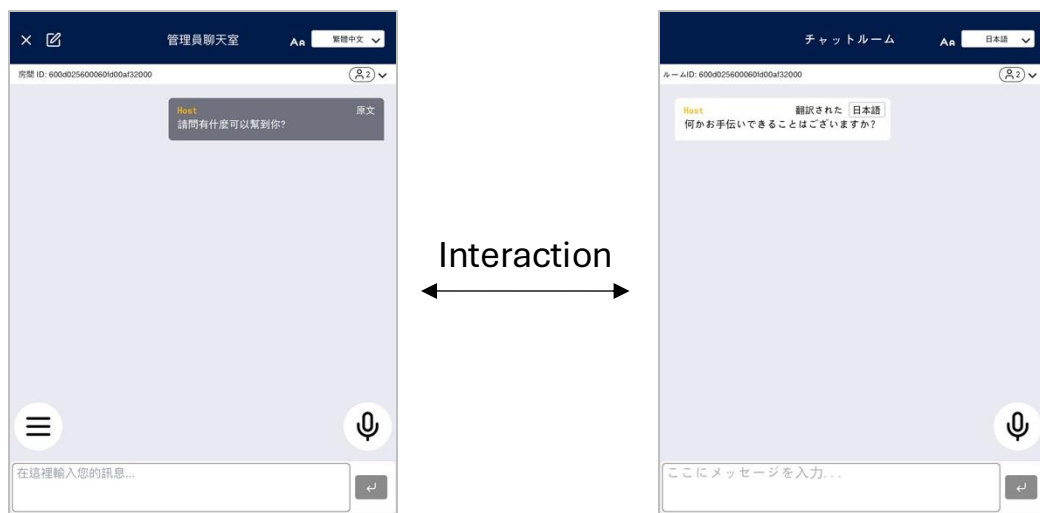 管理員聊天室
Aa
繁體中文
房間 ID: 600d025600060fd00af32000
2
Host
原文
請問有什麼可以幫到你?
在這裡輸入您的訊息...
Interaction
チャットルーム
Aa
日本語
ルームID: 600d025600060fd00af32000
2
Host
翻訳された 日本語
何かお手伝いできることはございますか?
ここにメッセージを入力...